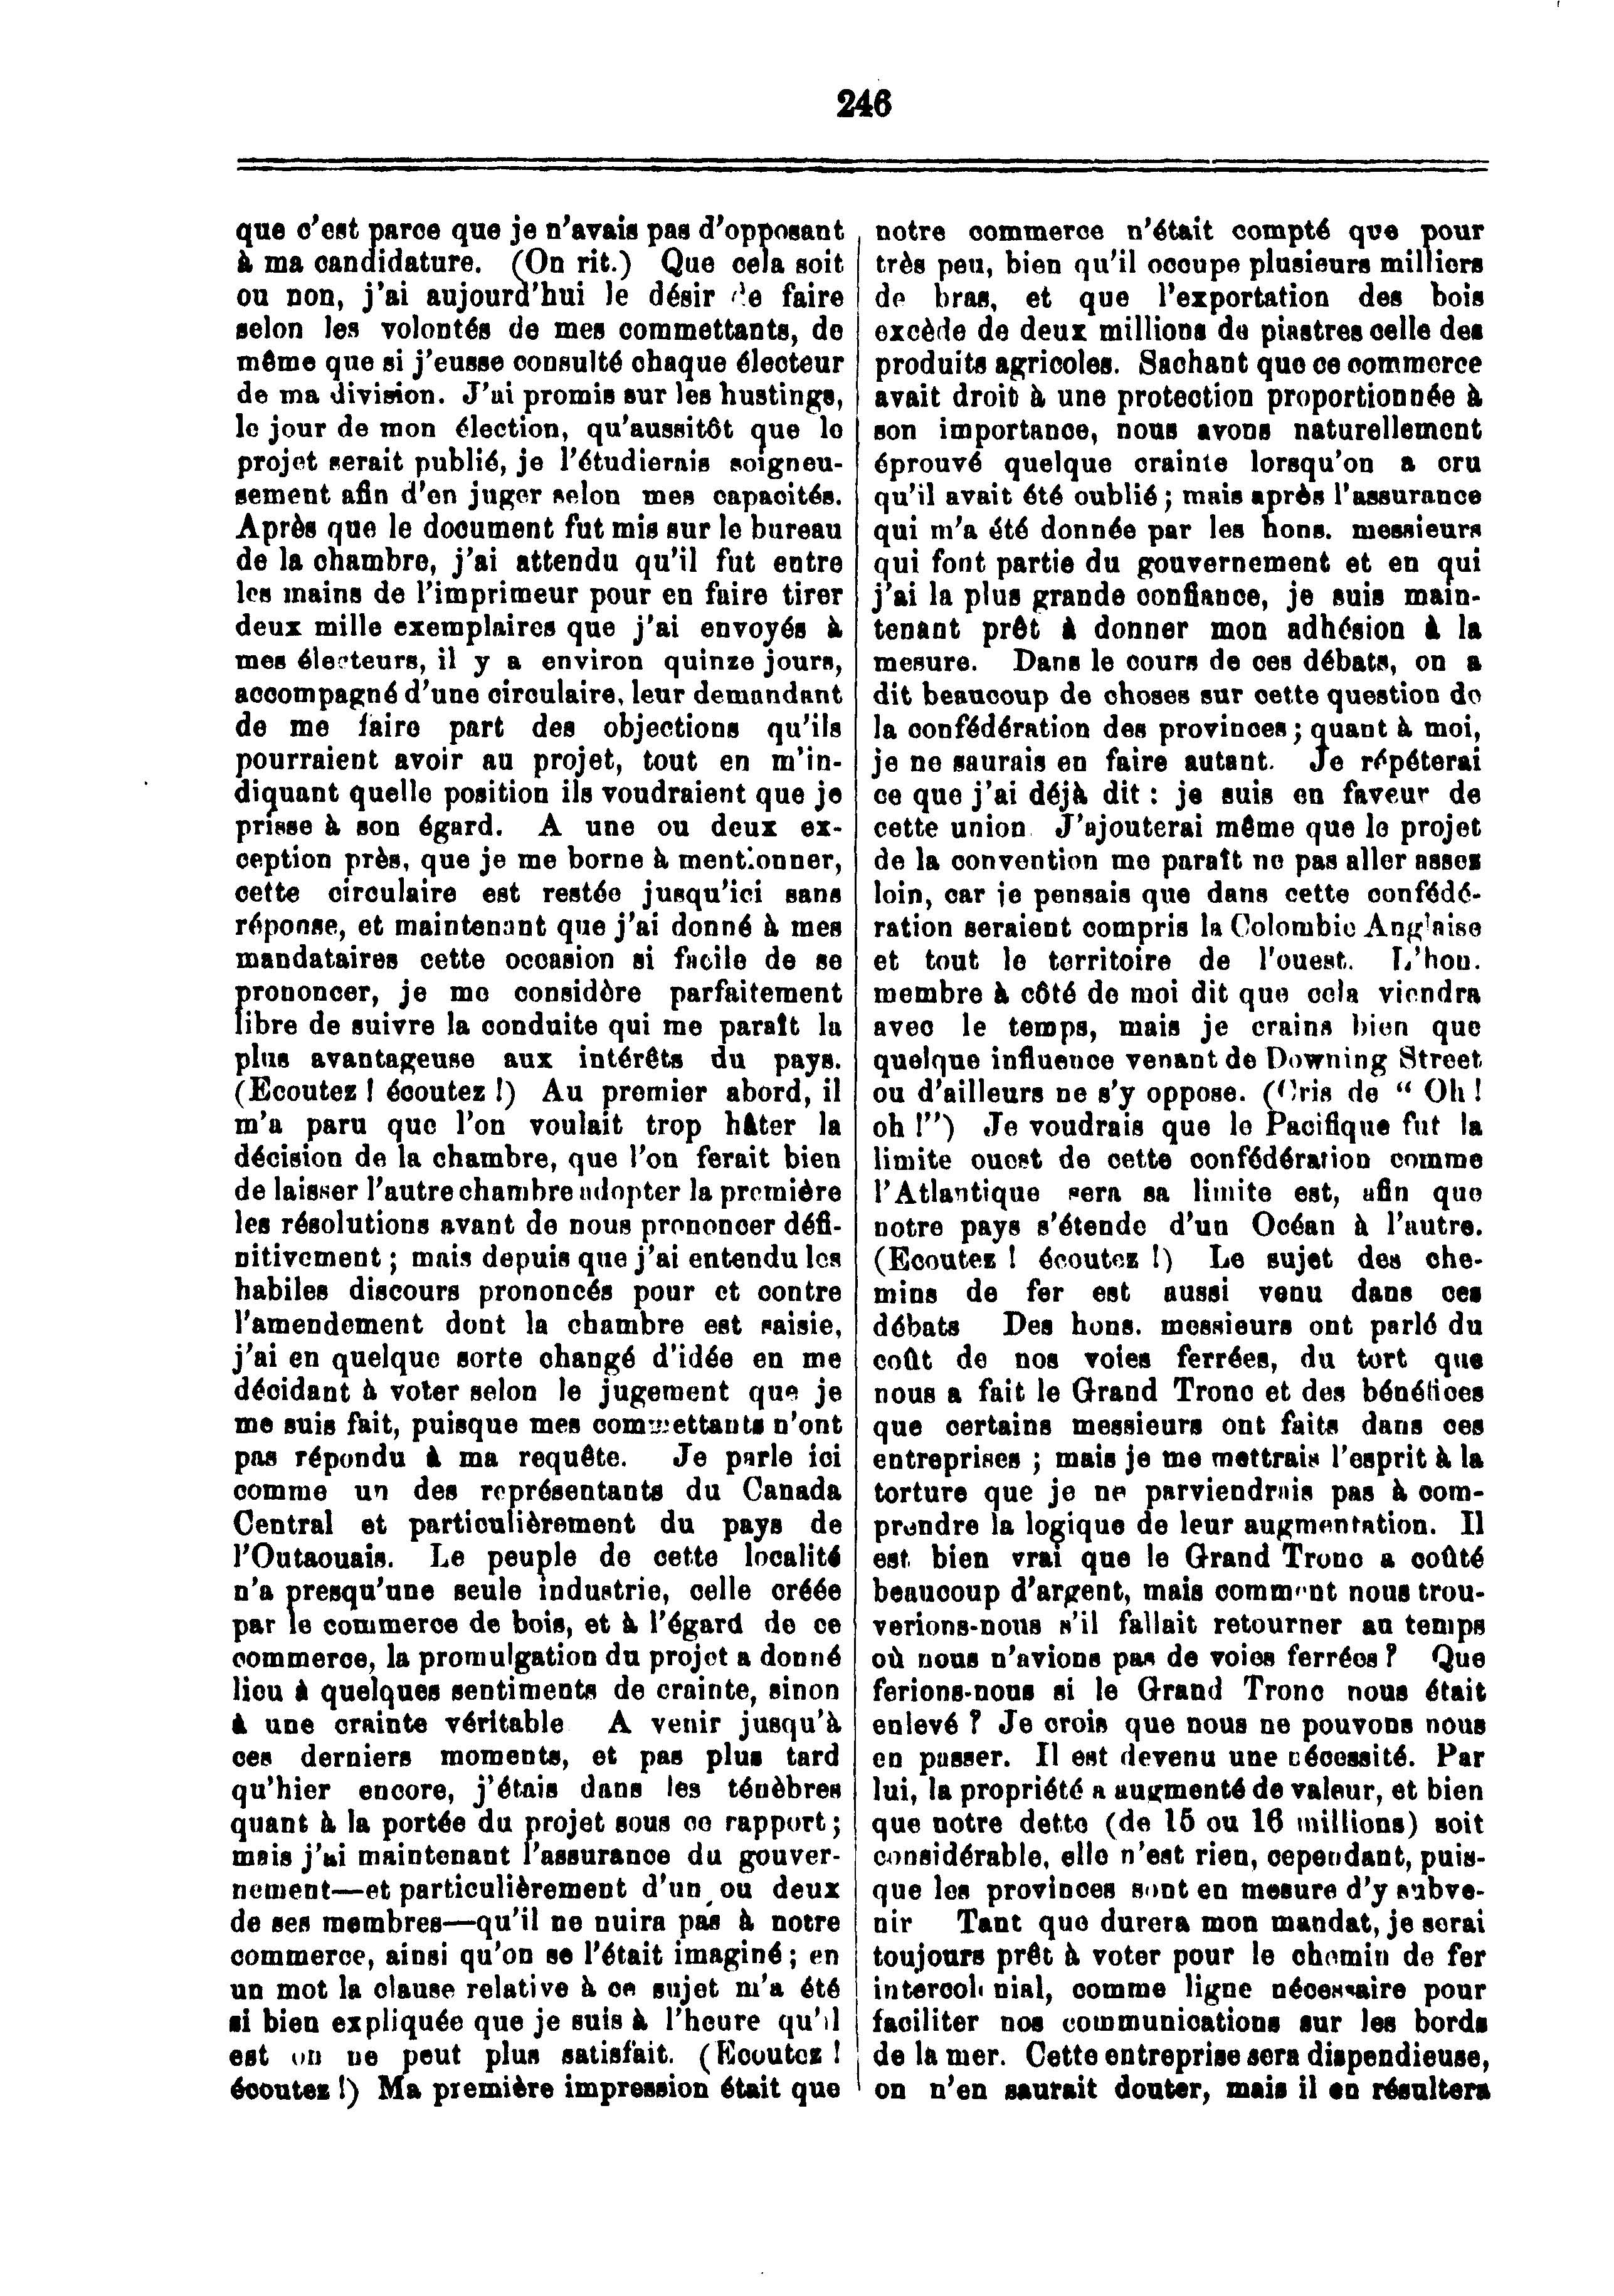 246
que c'est parce que je n'avais pas d'opposant
à ma candidature. (On rit.) Que cela soit
ou non, j'ai aujourd'hui le désir de faire
selon les volontés de mes commettants, de
même que si j'eusse consulté chaque électeur
de ma division. J'ai promis sur les hustings,
le jour de mon élection, qu'aussitôt que le
projet serait publié, je l'étudierais soigneu-
sement afin d'en juger selon mes capacités.
Après que le document fut mis sur le bureau
de la chambre, j'ai attendu qu'il fut entre
les mains de l'imprimeur pour en faire tirer
deux mille exemplaires que j'ai envoyés à
mes électeurs, il y a environ quinze jours,
accompagné d'une circulaire, leur demandant
de me faire part des objections qu'ils
pourraient avoir au projet, tout en m'in-
diquant quelle position ils voudraient que je
prisse à son égard. A une ou deux ex-
ception près, que je me borne à mentionner,
cette circulaire est restée jusqu'ici sans
réponse, et maintenant que j'ai donné à mes
mandataires cette occasion si facile de se
prononcer, je me considère parfaitement
libre de suivre la conduite qui me paraît la
plus avantageuse aux intérêts du pays.
(Ecoutez ! écoutez !) Au premier abord, il
m'a paru que l'on voulait trop hâter la
décision de la chambre, que l'on ferait bien
de laisser l'autre chambre adopter la première
les résolutions avant de nous prononcer défi-
nitivement ; mais depuis que j'ai entendu les
habiles discours prononcés pour et contre
l'amendement dont la chambre est saisie,
j'ai en quelque sorte changé d'idée en me
décidant à voter selon le jugement que je
me suis fait, puisque mes commettants n'ont
pas répondu à ma requête. Je parle ici
comme un des représentants du Canada
Central et particulièrement du pays de
l'Outaouais. Le peuple de cette localité
n'a presqu'une seule industrie, celle créée
par le commerce de bois, et à l'égard de ce
commerce, la promulgation du projet a donné
lieu à quelques sentiments de crainte, sinon
à une crainte véritable A venir jusqu'à
ces derniers moments, et pas plus tard
qu'hier encore, j'étais dans les ténèbres
quant à la portée du projet sous ce rapport ;
mais j'ai maintenant l'assurance du gouver-
nement—et particulièrement d'un ou deux
de ses membres—qu'il ne nuira pas à notre
commerce, ainsi qu'on se l'était imaginé ; en
un mot la clause relative à ce sujet m'a été
si bien expliquée que je suis à l'heure qu'il
est on ne peut plus satisfait. (Ecoutez !
écoutez !) Ma première impression était que
notre commerce n'était compté que pour
très peu, bien qu'il occupe plusieurs milliers
de bras, et que l'exportation des bois
excède de deux millions de piastres celle des
produits agricoles. Sachant que ce commerce
avait droit à une protection proportionnée à
son importance, nous avons naturellement
éprouvé quelque crainte lorsqu'on a cru
qu'il avait été oublié ; mais après l'assurance
qui m'a été donnée par les hons. messieurs
qui font partie du gouvernement et en qui
j'ai la plus grande confiance, je suis main-
tenant prêt à donner mon adhésion à la
mesure. Dans le cours de ces débats, on a
dit beaucoup de choses sur cette question de
la confédération des provinces ; quant à moi,
je ne saurais en faire autant. Je répéterai
ce que j'ai déjà dit : je suis en faveur de
cette union J'ajouterai même que le projet
de la convention me paraît ne pas aller assez
loin, car je pensais que dans cette confédé-
ration seraient compris la Colombie Anglaise
et tout le territoire de l'ouest. L'hon.
membre à côté de moi dit que cela viendra
avec le temps, mais je crains bien que
quelque influence venant de Downing Street
ou d'ailleurs ne s'y oppose. (Cris de " Oh !
oh !") Je voudrais que le Pacifique fut la
limite ouest de cette confédération comme
l'Atlantique sera sa limite est, afin que
notre pays s'étende d'un Océan à l'autre.
(Ecoutez ! écoutez !) Le sujet des che-
mins de fer est aussi venu dans ces
débats Des hons. messieurs ont parlé du
coût de nos voies ferrées, du tort que
nous a fait le Grand Tronc et des bénéfices
que certains messieurs ont faits dans ces
entreprises ; mais je me mettrais l'esprit à la
torture que je ne parviendrais pas à com-
prendre la logique de leur augmentation. Il
est bien vrai que le Grand Tronc a coûté
beaucoup d'argent, mais comment nous trou-
verions-nous s'il fallait retourner au temps
où nous n'avions pas de voies ferrées ? Que
ferions-nous si le Grand Tronc nous était
enlevé ? Je crois que nous ne pouvons nous
en passer. Il est devenu une nécessité. Par
lui, la propriété a augmenté de valeur, et bien
que notre dette (de 15 ou 16 millions) soit
considérable, elle n'est rien, cependant, puis-
que les provinces sont en mesure d'y subve-
nir Tant que durera mon mandat, je serai
toujours prêt à voter pour le chemin de fer
intercolonial, comme ligne nécessaire pour
faciliter nos communications sur les bords
de la mer. Cette entreprise sera dispendieuse,
on n'en saurait douter, mais il en résultera